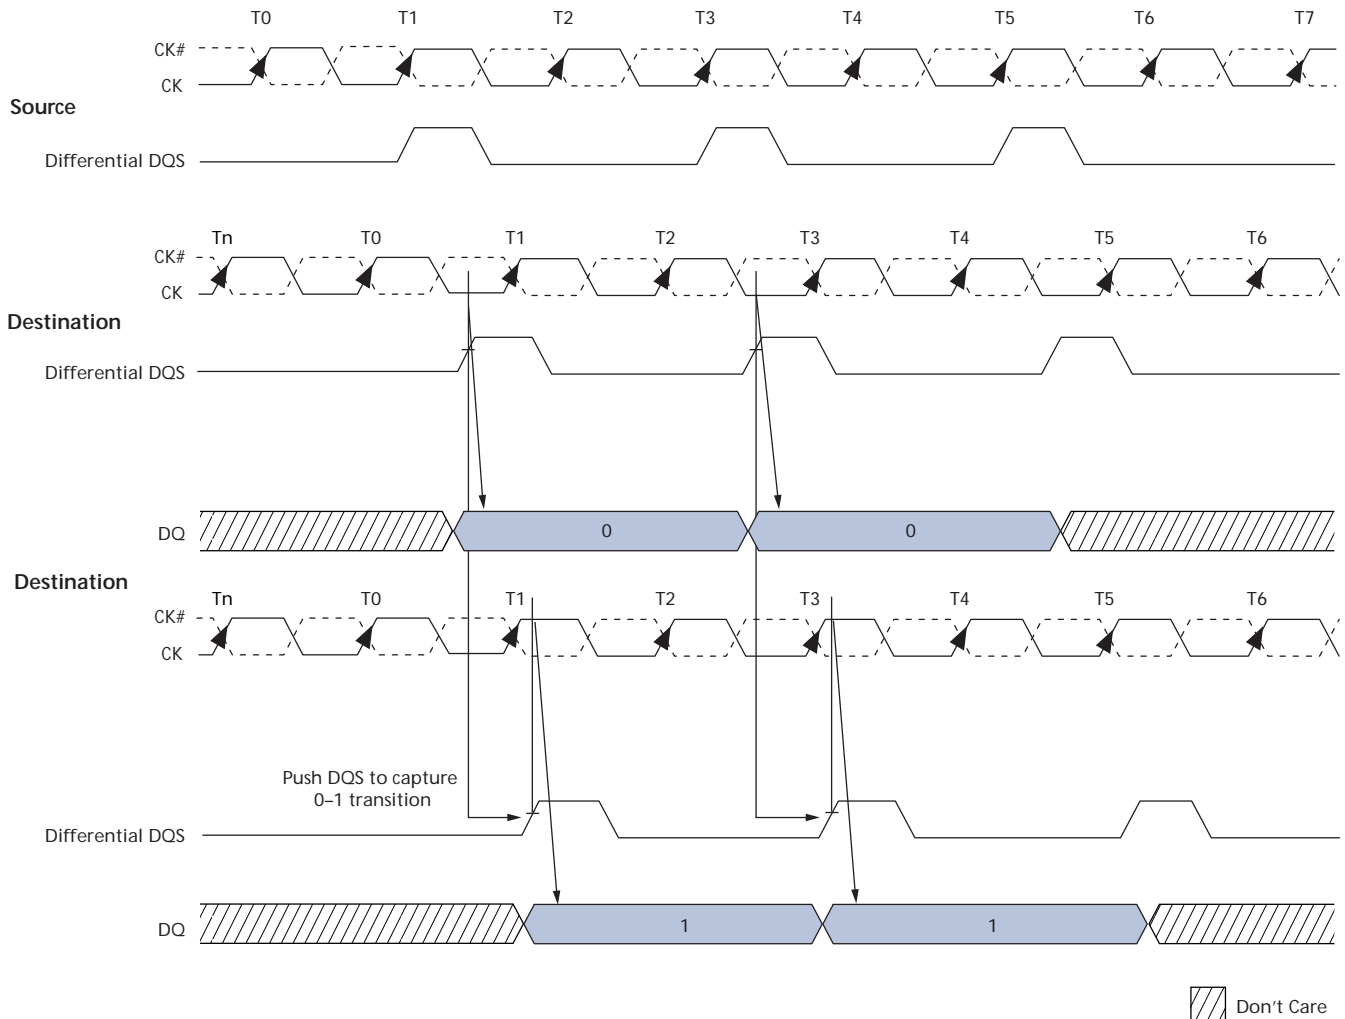 T0 T1 T2 T3 T4 T5 T6 T7
CK#
CK
Source
Differential DQS
Tn T0 T1 T2 T3 T4 T5 T6
CK#
CK
Destination
Differential DQS
0 0
DQ
Destination
Tn T0 T1 T2 T3 T4 T5 T6
CK#
CK
Push DQS to capture
0–1 transition
Differential DQS
1 1
DQ
Don't Care